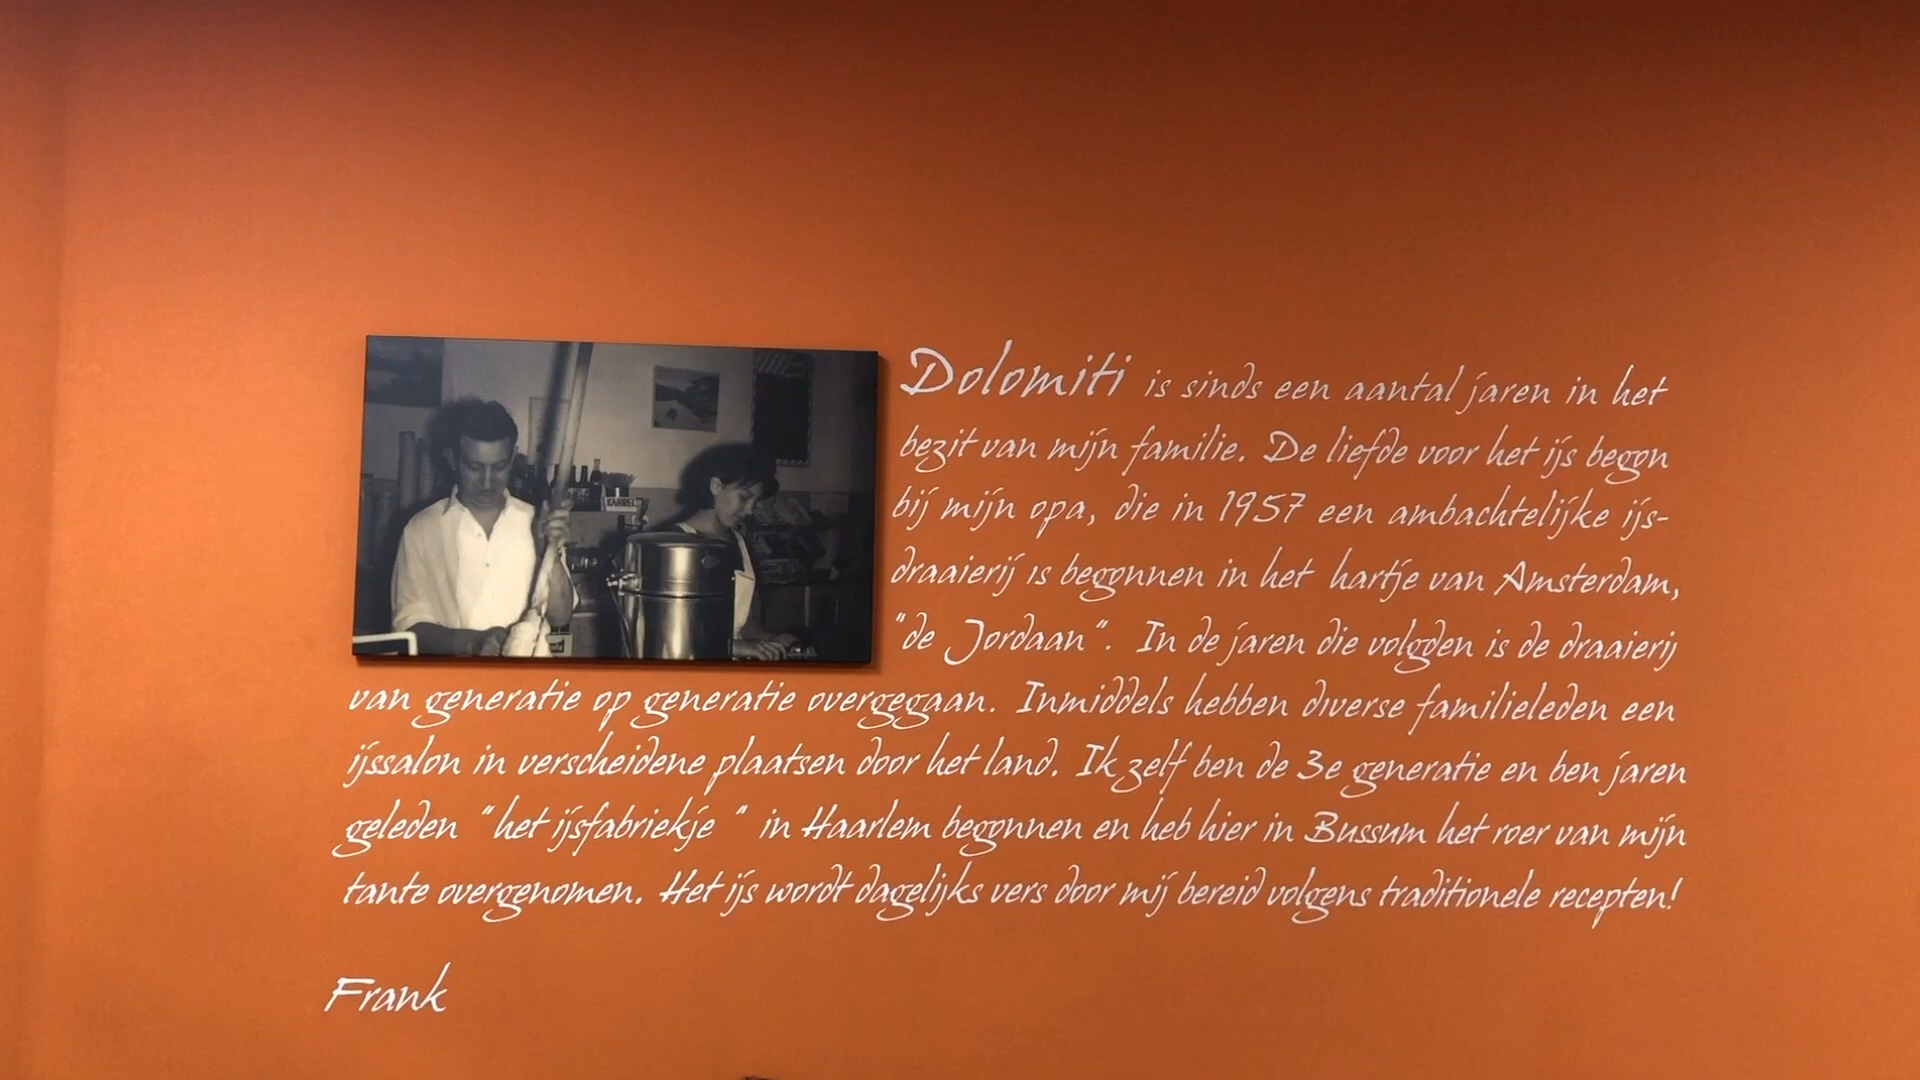 Dolomiti is sinds een aantal jaren in het
bezit van mijn familie. De liefde voor het ijs begon
bij mijn opa, die in 1957 een ambachtelijke ijs-
draaierij is begonnen in het hartje van Amsterdam,
"de Jordaan". In de jaren die volgden is de draaierij
van generatie op generatie overgegaan. Inmiddels hebben diverse familieleden een
ijssalon in verscheidene plaatsen door het land. Ik zelf ben de 3e generatie en ben jaren
geleden "het ijsfabriekje" in Haarlem begonnen en heb hier in Bussum het roer van mijn
tante overgenomen. Het ijs wordt dagelijks vers door mij bereid volgens traditionele recepten!
Frank